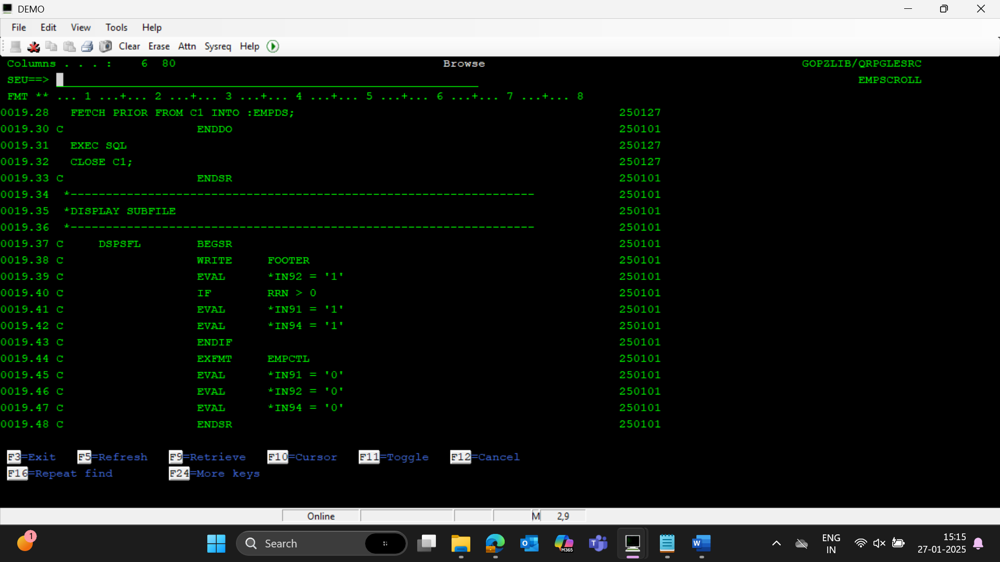 DEMO
File Edit View Tools Help
Clear Erase Attn Sysreq Help
Columns . . . :    6  80                    Browse                    GOPZLIB/QRPGLESRC
SEU==>                    EMPSCROLL
FMT ** ... 1 ...+... 2 ...+... 3 ...+... 4 ...+... 5 ...+... 6 ...+... 7 ...+... 8
0019.28   FETCH PRIOR FROM C1 INTO :EMPDS;   250127
0019.30 C                   ENDDO   250101
0019.31   EXEC SQL   250127
0019.32   CLOSE C1;   250127
0019.33 C                   ENDSR   250101
0019.34  *------------------------------------------------------------------   250101
0019.35  *DISPLAY SUBFILE   250101
0019.36  *------------------------------------------------------------------   250101
0019.37 C     DSPSFL        BEGSR   250101
0019.38 C                   WRITE     FOOTER   250101
0019.39 C                   EVAL      *IN92 = '1'   250101
0019.40 C                   IF        RRN > 0   250101
0019.41 C                   EVAL      *IN91 = '1'   250101
0019.42 C                   EVAL      *IN94 = '1'   250101
0019.43 C                   ENDIF   250101
0019.44 C                   EXFMT     EMPCTL   250101
0019.45 C                   EVAL      *IN91 = '0'   250101
0019.46 C                   EVAL      *IN92 = '0'   250101
0019.47 C                   EVAL      *IN94 = '0'   250101
0019.48 C                   ENDSR   250101
F3=Exit   F5=Refresh   F9=Retrieve   F10=Cursor   F11=Toggle   F12=Cancel
F16=Repeat find        F24=More keys
Online M 2,9
1 Search M365 ENG 15:15
IN 27-01-2025